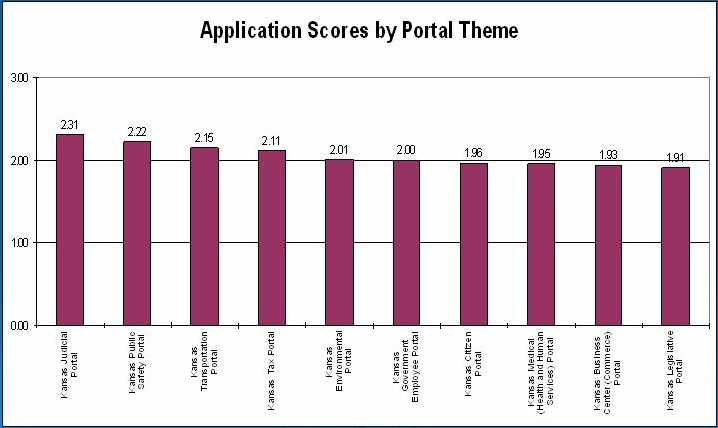 Application Scores by Portal Theme
3.00
2.00
1.00
0.00
2.31
2.22
2.15
2.11
2.01
2.00
1.96
1.95
1.93
1.91
Kansas Judicial
Portal
Kansas Public
Safety Portal
Kansas
Transportation
Portal
Kansas Tax Portal
Kansas
Environmental
Portal
Kansas
Government
Employee Portal
Kansas Citizen
Portal
Kansas Medical
(Health and Human
Services) Portal
Kansas Business
Center (Commerce)
Portal
Kansas Legislative
Portal